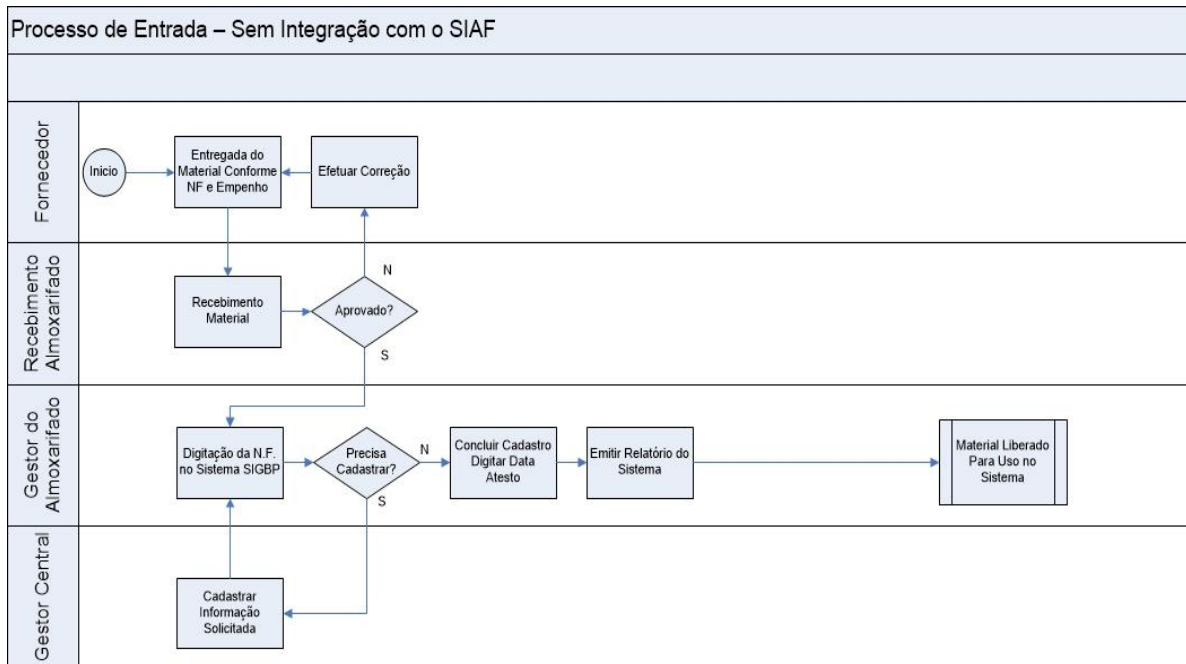 Processo de Entrada – Sem Integração com o SIAF
Fornecedor
Inicio
Entregada do
Material Conforme
NF e Empenho
Efetuar Correção
Recebimento
Almoxarifado
Recebimento
Material
Aprovado?
N
S
Gestor do
Almoxarifado
Digitação da N.F.
no Sistema SIGBP
Precisa
Cadastrar?
N
S
Concluir Cadastro
Digitar Data
Atesto
Emitir Relatório do
Sistema
Material Liberado
Para Uso no
Sistema
Gestor Central
Cadastrar
Informação
Solicitada